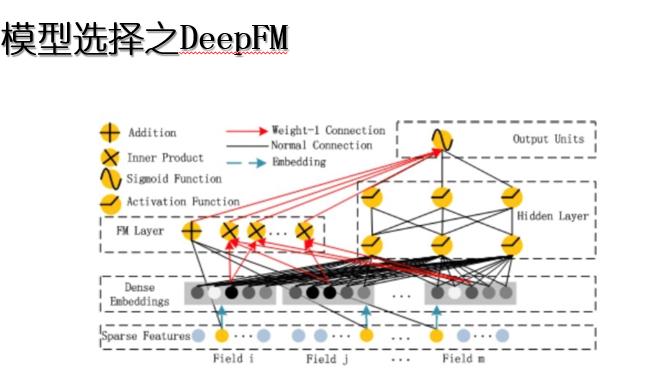 模型选择之DeepFM
Addition
Inner Product
Sigmoid Function
Activation Function
Weight-1 Connection
Normal Connection
Embedding
Output Units
Hidden Layer
FM Layer
...
Dense
Embeddings
...
Sparse Features
...
...
...
Field i
Field j
...
Field m